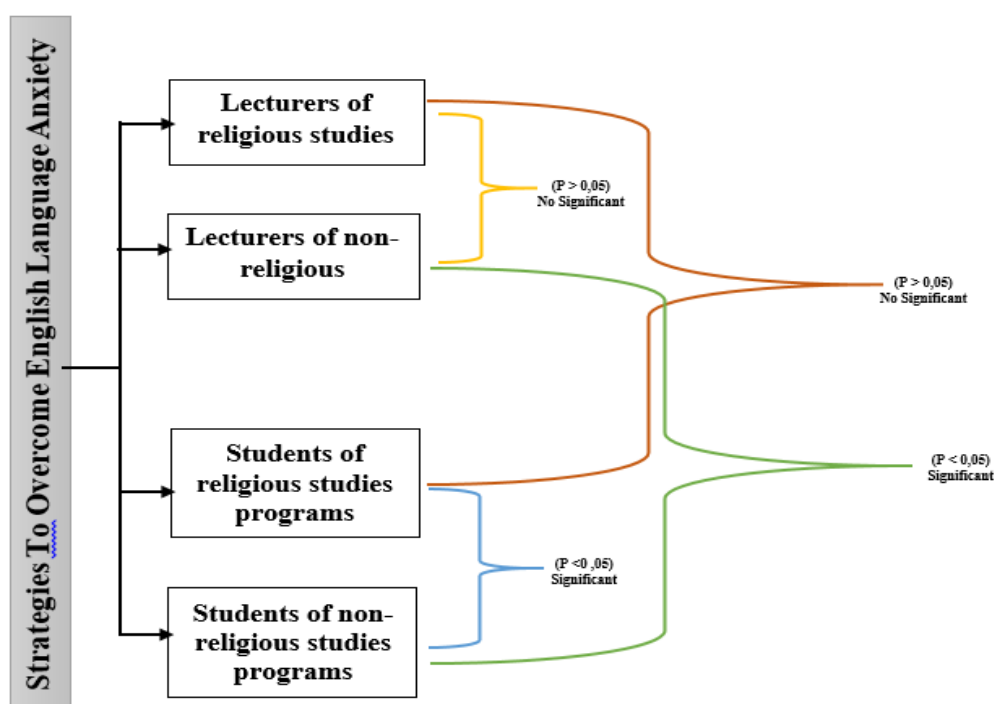 Strategies To Overcome English Language Anxiety
Lecturers of
religious studies
(P > 0,05)
No Significant
Lecturers of non-
religious
(P > 0,05)
No Significant
Students of
religious studies
programs
(P < 0,05)
Significant
(P <0 ,05)
Significant
Students of non-
religious studies
programs